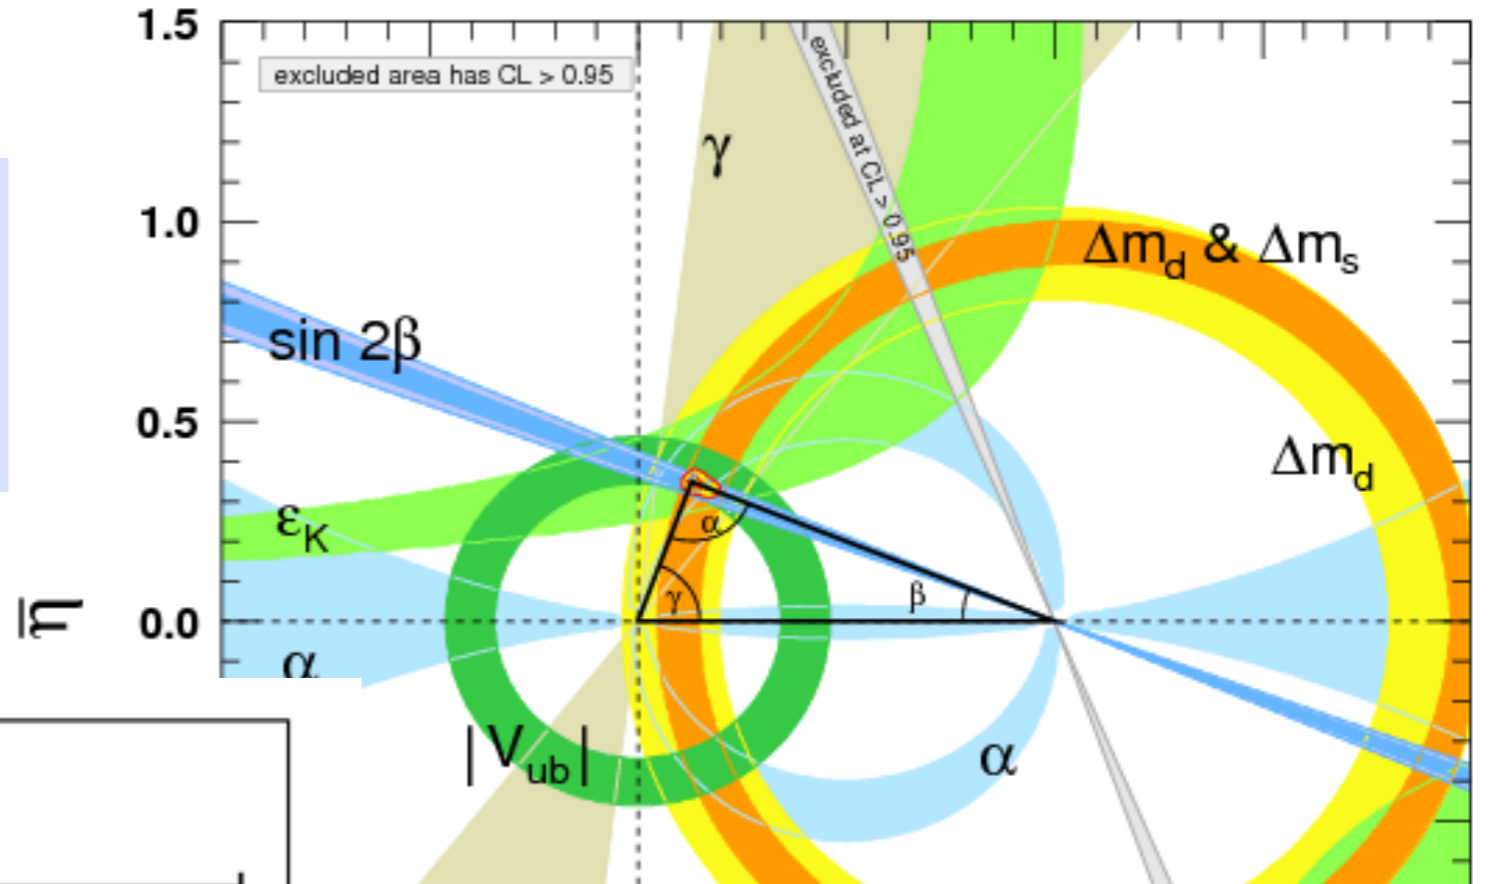 1.5
excluded area has CL > 0.95
excluded at CL > 0.95
γ
1.0
Δm_d & Δm_s
sin 2β
0.5
Δm_d
ε_K
α
γ
β
η̅
0.0
α
|V_ub|
α